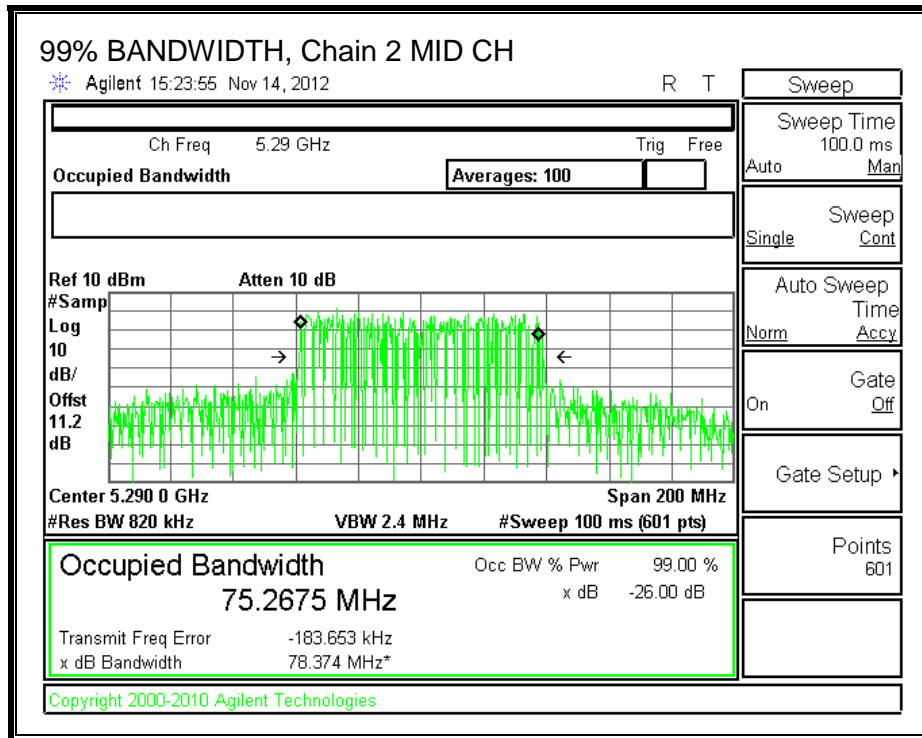 99% BANDWIDTH, Chain 2 MID CH
Agilent 15:23:55 Nov 14, 2012 R T
Ch Freq 5.29 GHz Trig Free
Occupied Bandwidth Averages: 100
Ref 10 dBm Atten 10 dB
#Samp
Log
10
dB/
Offst
11.2
dB
Center 5.290 0 GHz Span 200 MHz
#Res BW 820 kHz VBW 2.4 MHz #Sweep 100 ms (601 pts)
Occupied Bandwidth Occ BW % Pwr 99.00 %
75.2675 MHz x dB -26.00 dB
Transmit Freq Error -183.653 kHz
x dB Bandwidth 78.374 MHz*
Copyright 2000-2010 Agilent Technologies
Sweep
Sweep Time
100.0 ms
Auto Man
Sweep
Single Cont
Auto Sweep
Time
Norm Accy
Gate
On Off
Gate Setup
Points
601